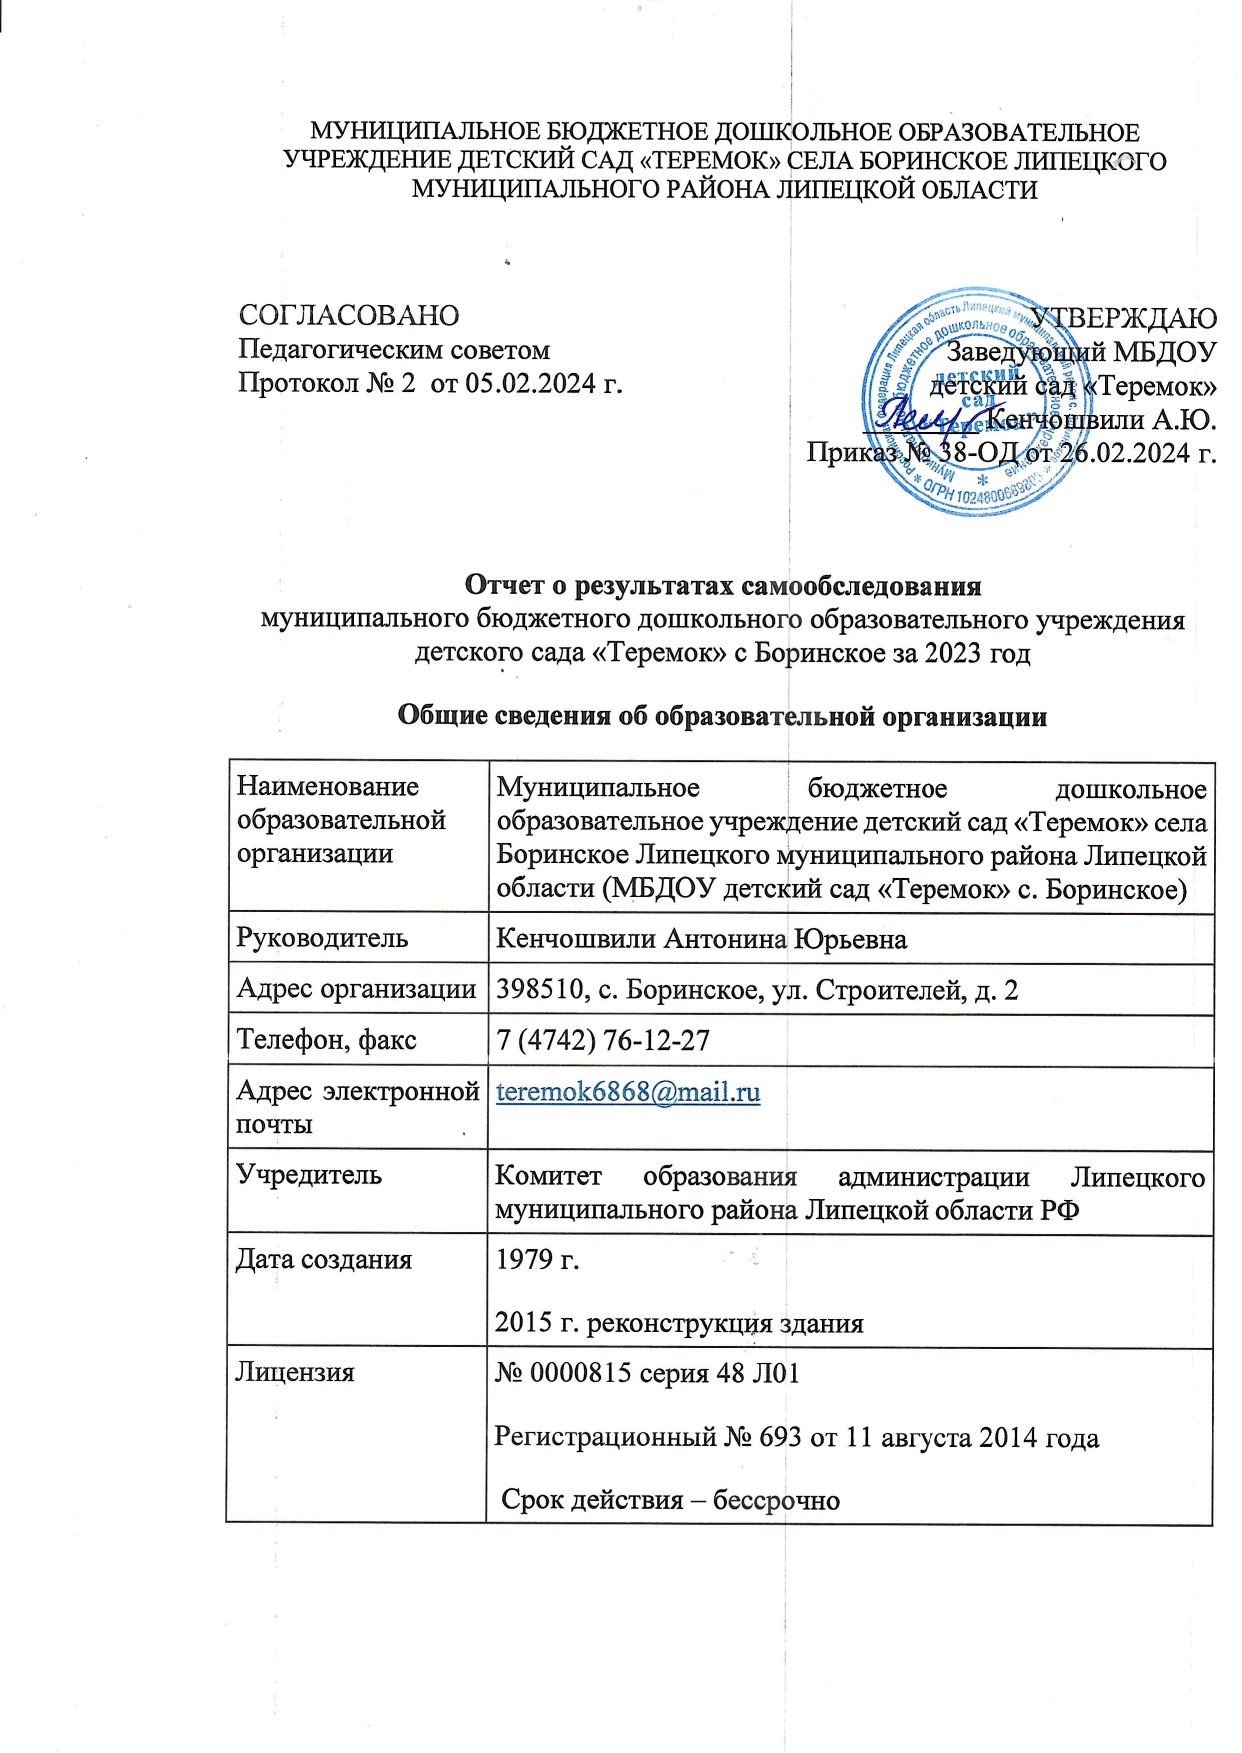 МУНИЦИПАЛЬНОЕ БЮДЖЕТНОЕ ДОШКОЛЬНОЕ ОБРАЗОВАТЕЛЬНОЕ
УЧРЕЖДЕНИЕ ДЕТСКИЙ САД «ТЕРЕМОК» СЕЛА БОРИНСКОЕ ЛИПЕЦКОГО
МУНИЦИПАЛЬНОГО РАЙОНА ЛИПЕЦКОЙ ОБЛАСТИ
СОГЛАСОВАНО
Педагогическим советом
Протокол № 2 от 05.02.2024 г.
УТВЕРЖДАЮ
Заведующий МБДОУ
детский сад «Теремок»
Кенчошвили А.Ю.
Приказ № 38-ОД от 26.02.2024 г.
детский
сад
"Теремок"
Отчет о результатах самообследования
муниципального бюджетного дошкольного образовательного учреждения
детского сада «Теремок» с Боринское за 2023 год
Общие сведения об образовательной организации
Наименование
образовательной
организации
Муниципальное бюджетное дошкольное
образовательное учреждение детский сад «Теремок» села
Боринское Липецкого муниципального района Липецкой
области (МБДОУ детский сад «Теремок» с. Боринское)
Руководитель
Кенчошвили Антонина Юрьевна
Адрес организации
398510, с. Боринское, ул. Строителей, д. 2
Телефон, факс
7 (4742) 76-12-27
Адрес электронной
почты
teremok6868@mail.ru
Учредитель
Комитет образования администрации Липецкого
муниципального района Липецкой области РФ
Дата создания
1979 г.
2015 г. реконструкция здания
Лицензия
№ 0000815 серия 48 Л01
Регистрационный № 693 от 11 августа 2014 года
Срок действия – бессрочно